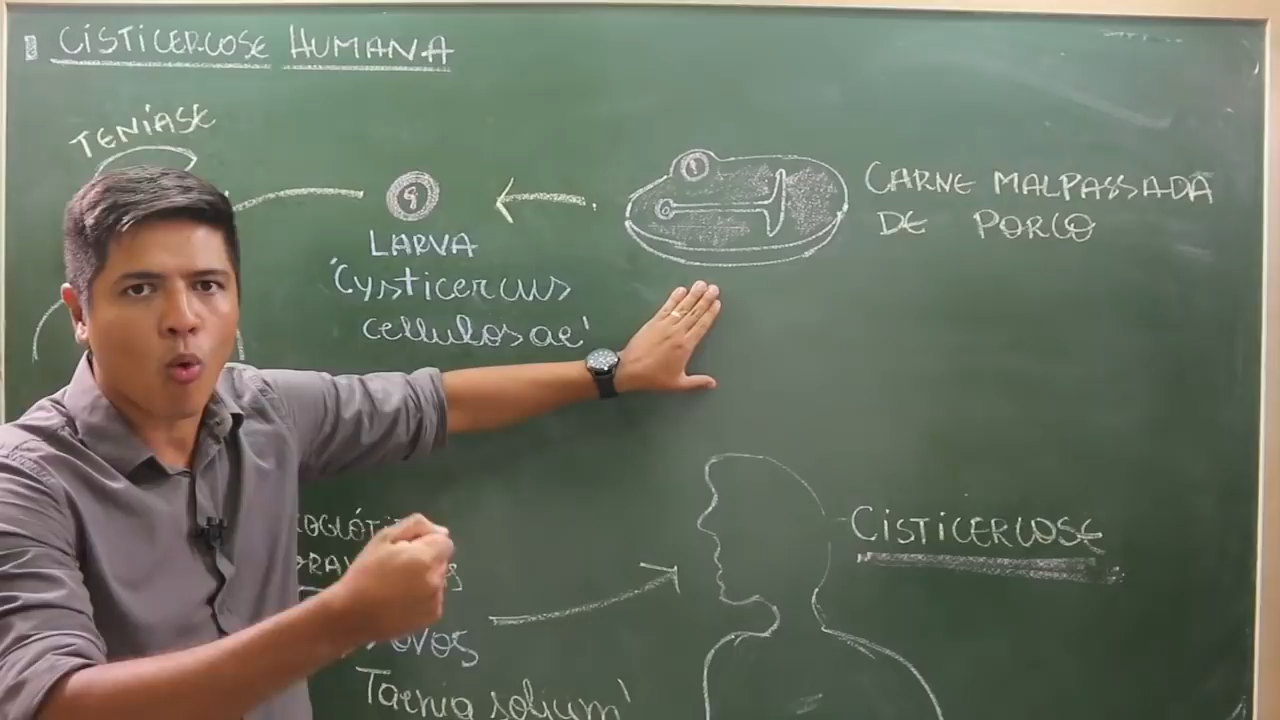 CISTICERCOSE HUMANA
TENÍASE
CARNE MALPASSADA
DE PORCO
LARVA
'Cysticercus
cellulosae'
CISTICERCOSE
OVOS
Taenia solium'